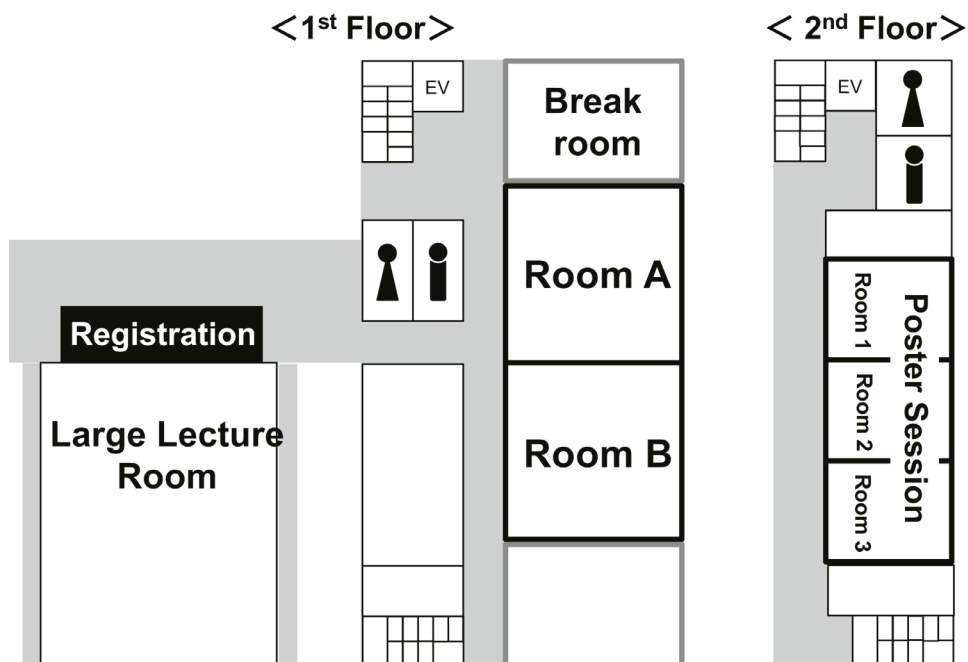 <1st Floor>
EV
Break
room
Room A
Registration
Large Lecture
Room
Room B
< 2nd Floor>
EV
Room 1
Room 2
Room 3
Poster Session